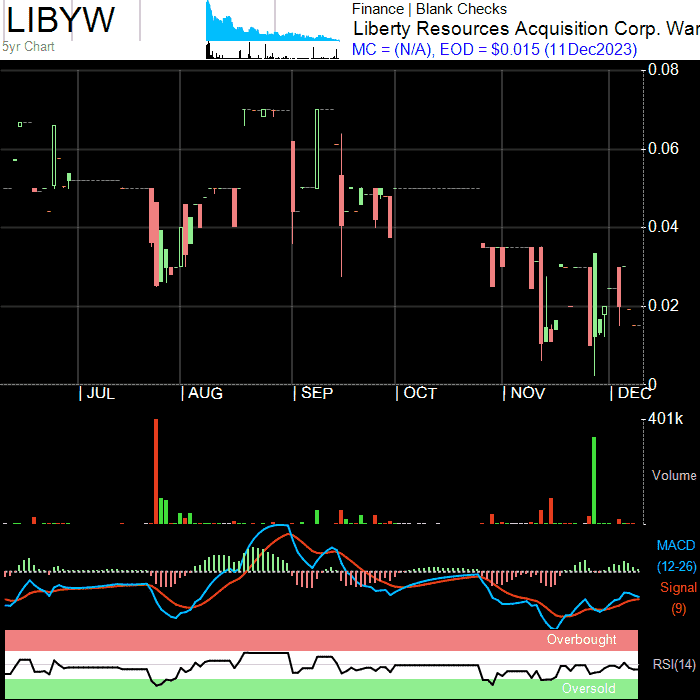 LIBYW
5yr Chart
Finance | Blank Checks
Liberty Resources Acquisition Corp. War
MC = (N/A), EOD = $0.015 (11Dec2023)
0.08
0.06
0.04
0.02
0
| JUL | AUG | SEP | OCT | NOV | DEC
401k
Volume
MACD
(12-26)
Signal
(9)
Overbought
RSI(14)
Oversold